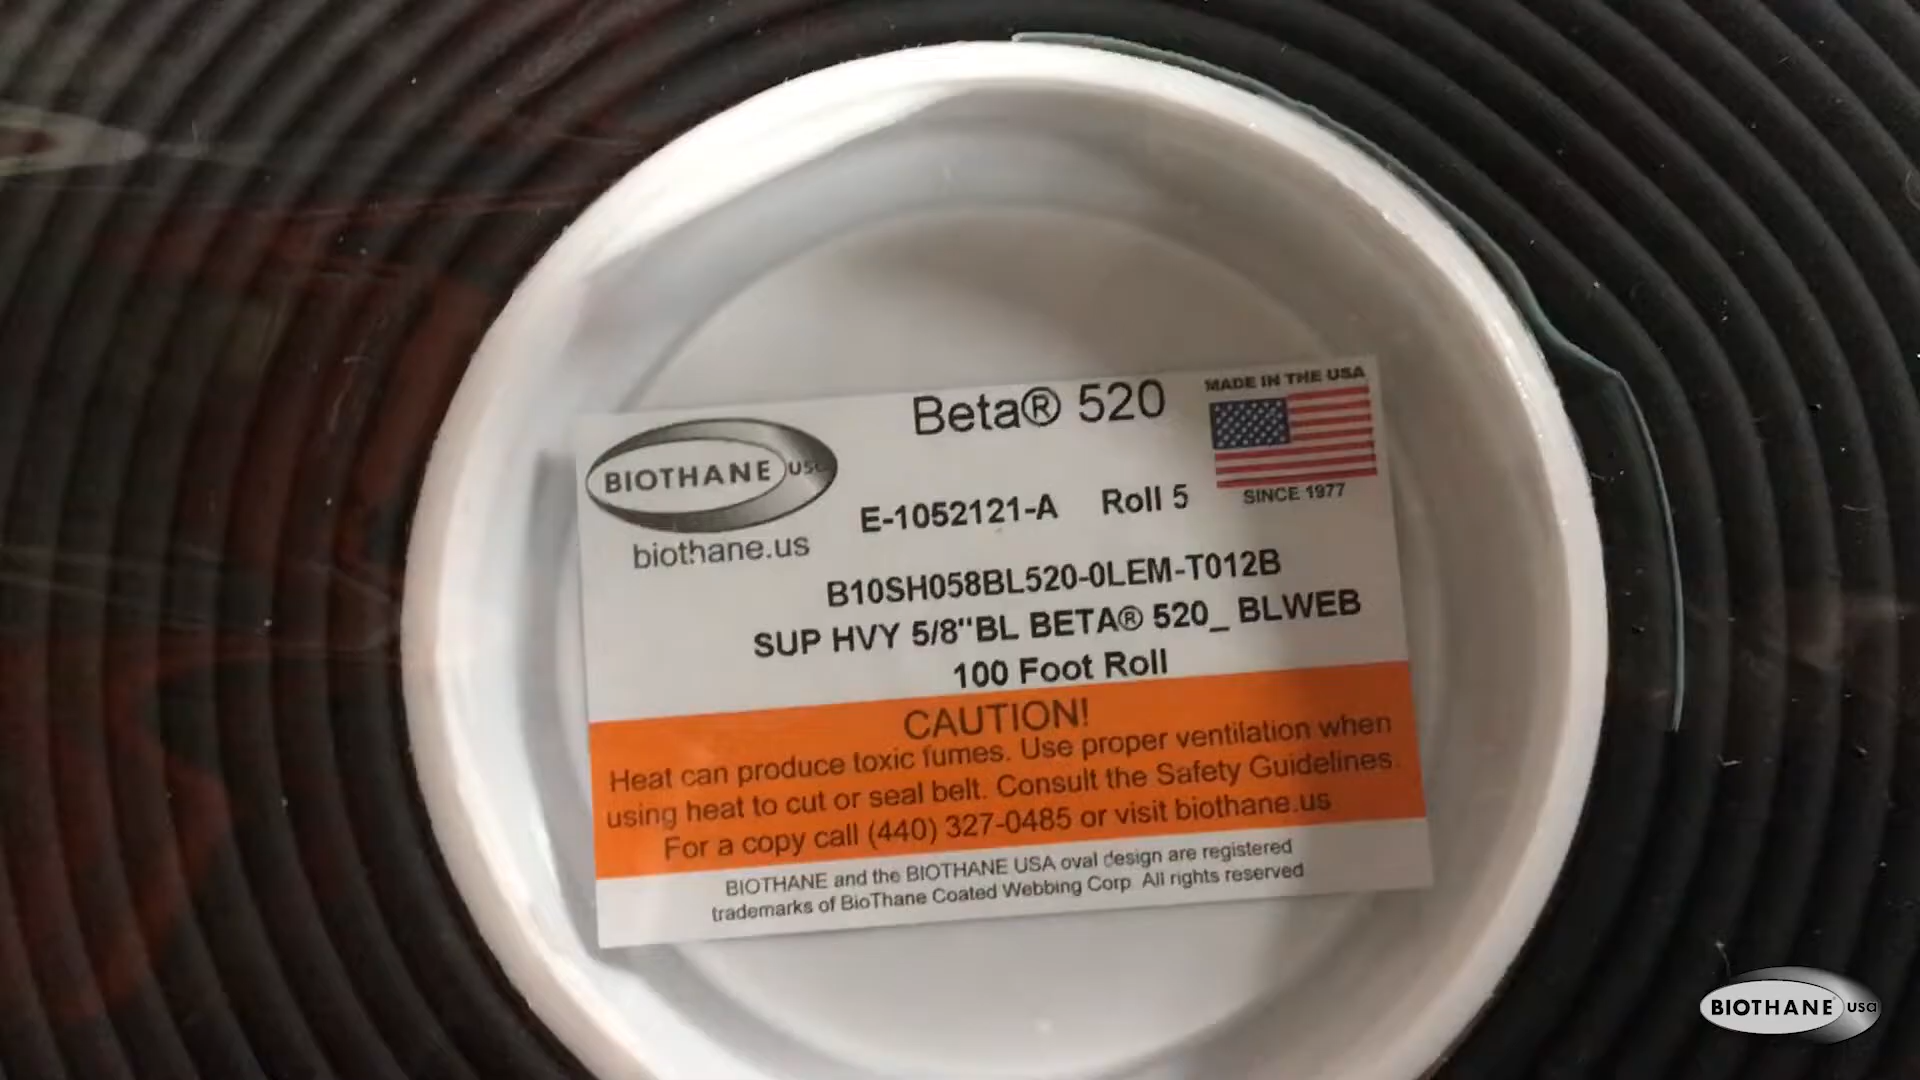 Beta® 520
MADE IN THE USA
BIOTHANE usa
SINCE 1977
biothane.us
E-1052121-A Roll 5
B10SH058BL520-0LEM-T012B
SUP HVY 5/8"BL BETA® 520_ BLWEB
100 Foot Roll
CAUTION!
Heat can produce toxic fumes. Use proper ventilation when
using heat to cut or seal belt. Consult the Safety Guidelines.
For a copy call (440) 327-0485 or visit biothane.us
BIOTHANE and the BIOTHANE USA oval design are registered
trademarks of BioThane Coated Webbing Corp All rights reserved
BIOTHANE usa